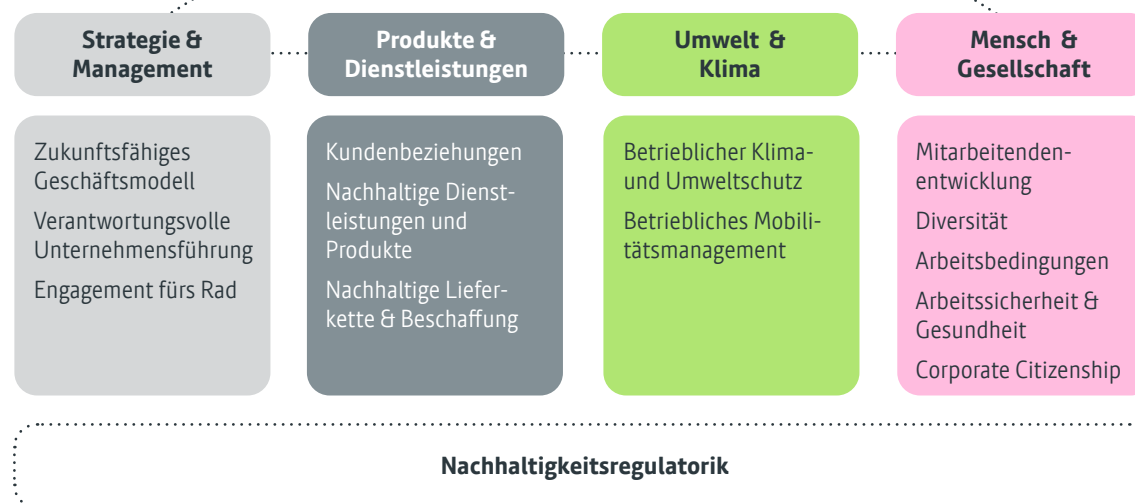 Strategie &
Management
Zukunftsfähiges
Geschäftsmodell
Verantwortungsvolle
Unternehmensführung
Engagement fürs Rad
Produkte &
Dienstleistungen
Kundenbeziehungen
Nachhaltige Dienst-
leistungen und
Produkte
Nachhaltige Liefer-
kette & Beschaffung
Umwelt &
Klima
Betrieblicher Klima-
und Umweltschutz
Betriebliches Mobili-
tätsmanagement
Mensch &
Gesellschaft
Mitarbeitenden-
entwicklung
Diversität
Arbeitsbedingungen
Arbeitssicherheit &
Gesundheit
Corporate Citizenship
Nachhaltigkeitsregulatorik